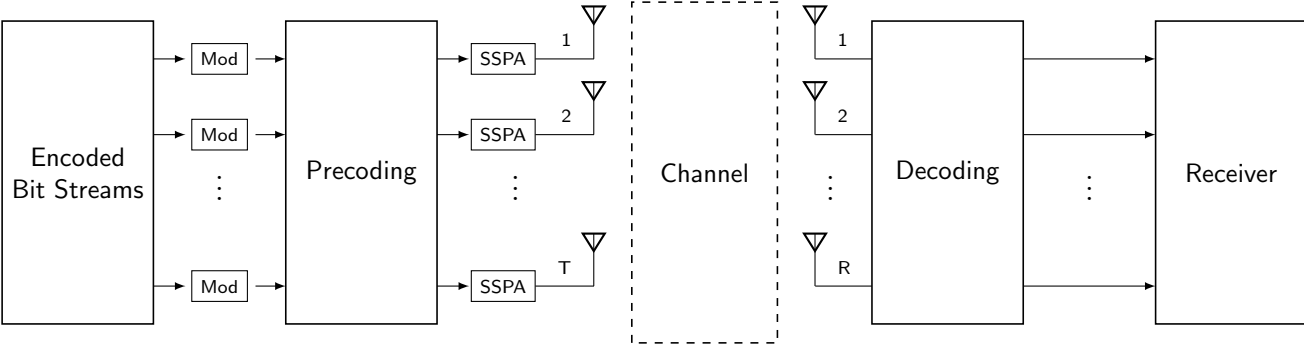 Encoded
Bit Streams
Mod
Mod
⋮
Mod
Precoding
SSPA
SSPA
⋮
SSPA
1
2
T
Channel
1
2
⋮
R
Decoding
⋮
Receiver